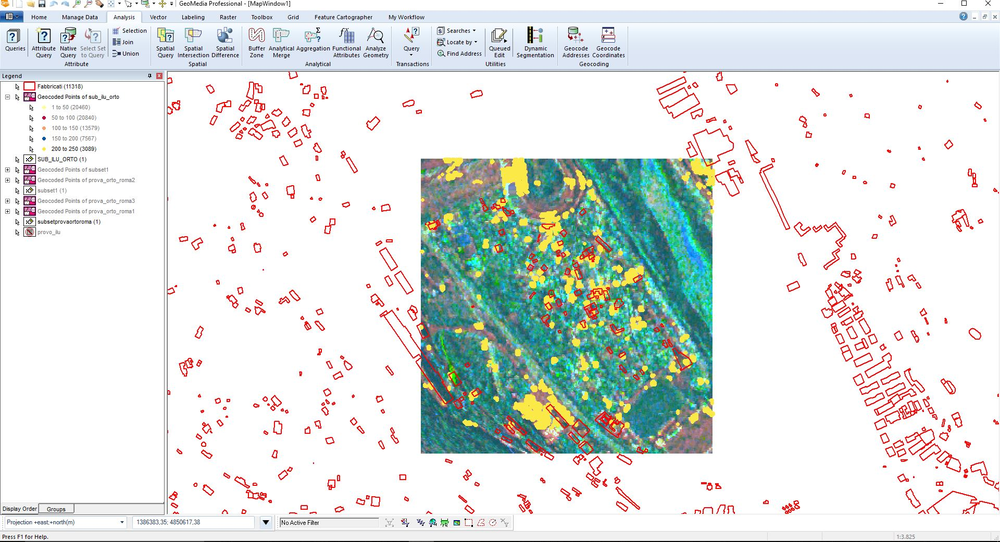 GeoMedia Professional - [MapWindow1]
Home Manage Data Analysis Vector Labeling Raster Toolbox Grid Feature Cartographer My Workflow
Queries
Attribute Query
Native Query
Select Set to Query
Selection
Join
Union
Attribute
Spatial Query
Spatial Intersection
Spatial Difference
Spatial
Buffer Zone
Analytical Merge
Aggregation
Functional Attributes
Analyze Geometry
Analytical
Query
Transactions
Searches
Locate by
Find Address
Queued Edit
Dynamic Segmentation
Utilities
Geocode Addresses
Geocode Coordinates
Geocoding
Legend
Fabbricati (11318)
Geocoded Points of sub_ilu_orto
1 to 50 (20460)
50 to 100 (20840)
100 to 150 (13579)
150 to 200 (7567)
200 to 250 (3089)
SUB_ILU_ORTO (1)
Geocoded Points of subset1
Geocoded Points of prova_orto_roma2
subset1 (1)
Geocoded Points of prova_orto_roma3
Geocoded Points of prova_orto_roma1
subsetprovaortoroma (1)
provo_ilu
Display Order Groups
Projection +east;+north(m) 1386383,35; 4850617,38 No Active Filter
Press F1 for Help. 1:3,825